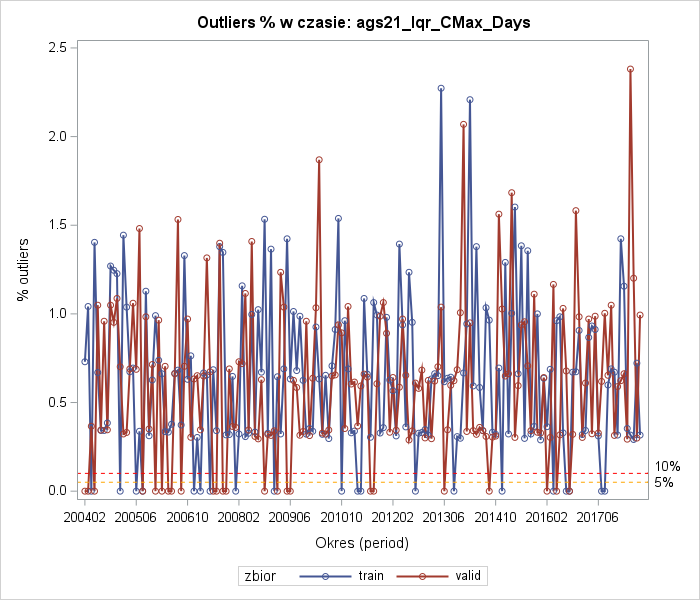 Outliers % w czasie: ags21_Iqr_CMax_Days
% outliers
2.5
2.0
1.5
1.0
0.5
0.0
10%
5%
200402 200506 200610 200802 200906 201010 201202 201306 201410 201602 201706
Okres (period)
zbior train valid